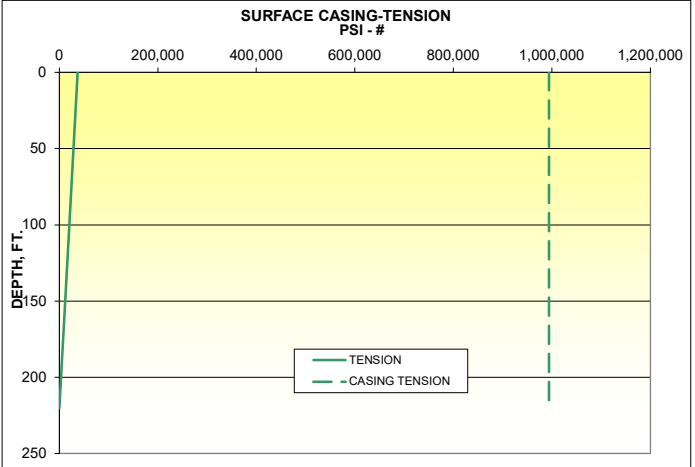 SURFACE CASING-TENSION
PSI - #
0 200,000 400,000 600,000 800,000 1,000,000 1,200,000
0
50
100
150
200
250
DEPTH, FT.
TENSION
CASING TENSION